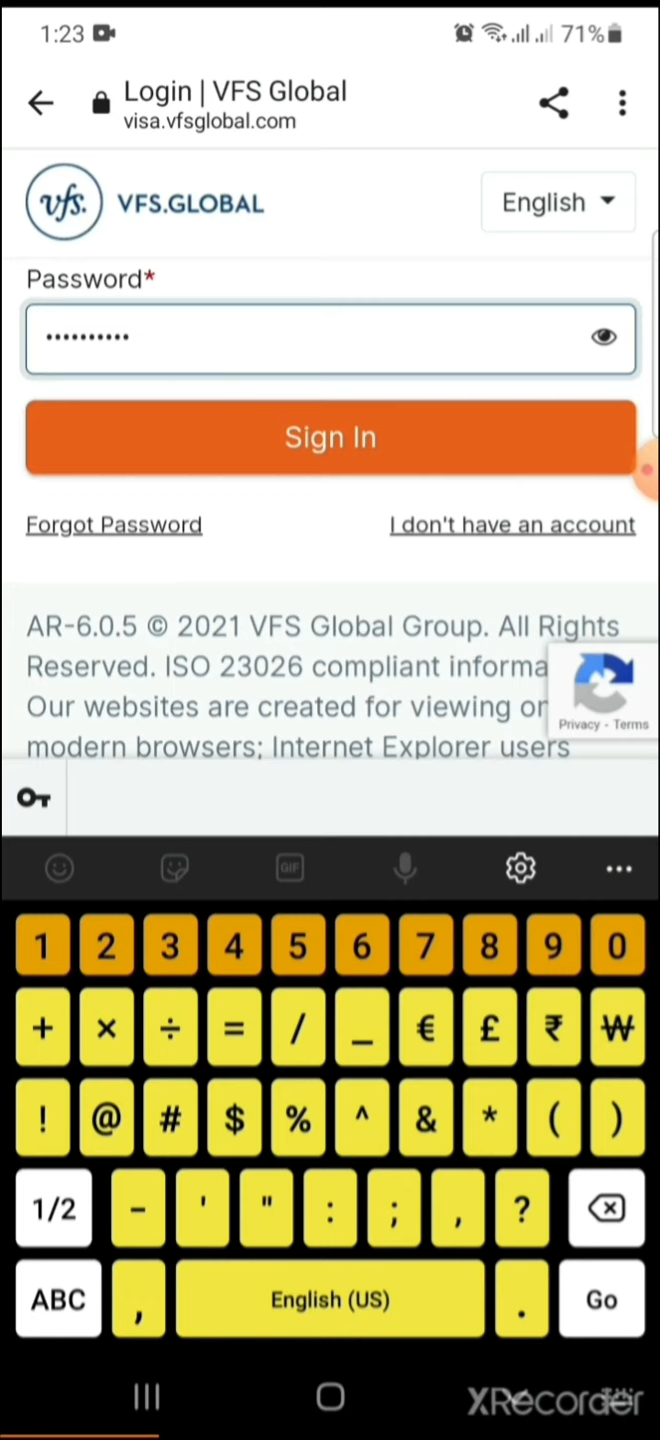 1:23 71%
Login | VFS Global
visa.vfsglobal.com
vfs. VFS.GLOBAL English
Password*
••••••••••
Sign In
Forgot Password I don't have an account
AR-6.0.5 © 2021 VFS Global Group. All Rights
Reserved. ISO 23026 compliant informa
Our websites are created for viewing on
Privacy - Terms
modern browsers; Internet Explorer users
GIF
1 2 3 4 5 6 7 8 9 0
+ × ÷ = / _ € £ ₹ ₩
! @ # $ % ^ & * ( )
1/2 - ' " : ; , ?
ABC , English (US) . Go
XRecorder